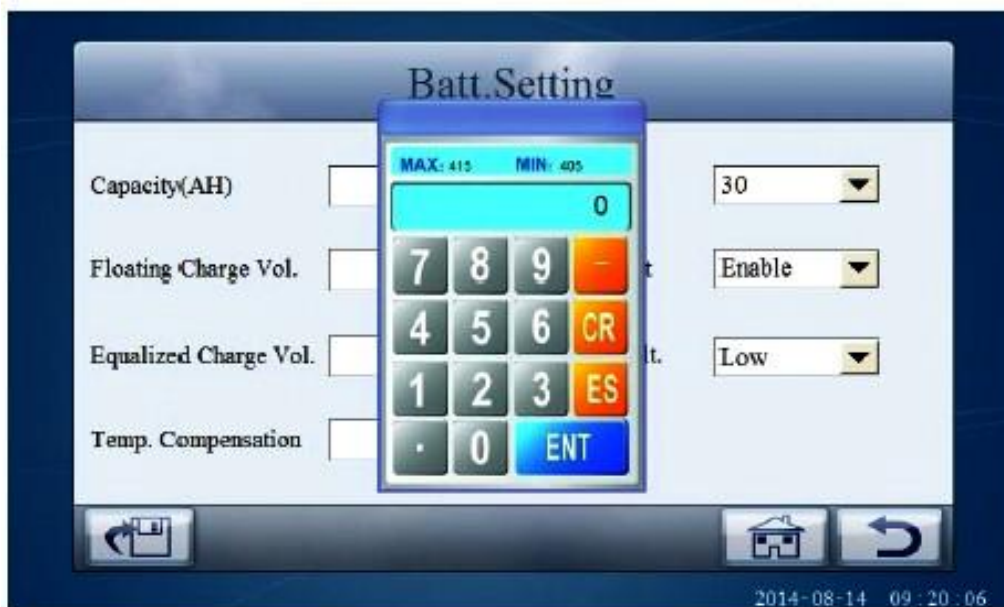 Batt.Setting
MAX: 415 MIN: 405
0
Capacity(AH) 30
7 8 9 -
Floating Charge Vol. t Enable
4 5 6 CR
Equalized Charge Vol. lt. Low
1 2 3 ES
Temp. Compensation
. 0 ENT
2014-08-14 09:20:06